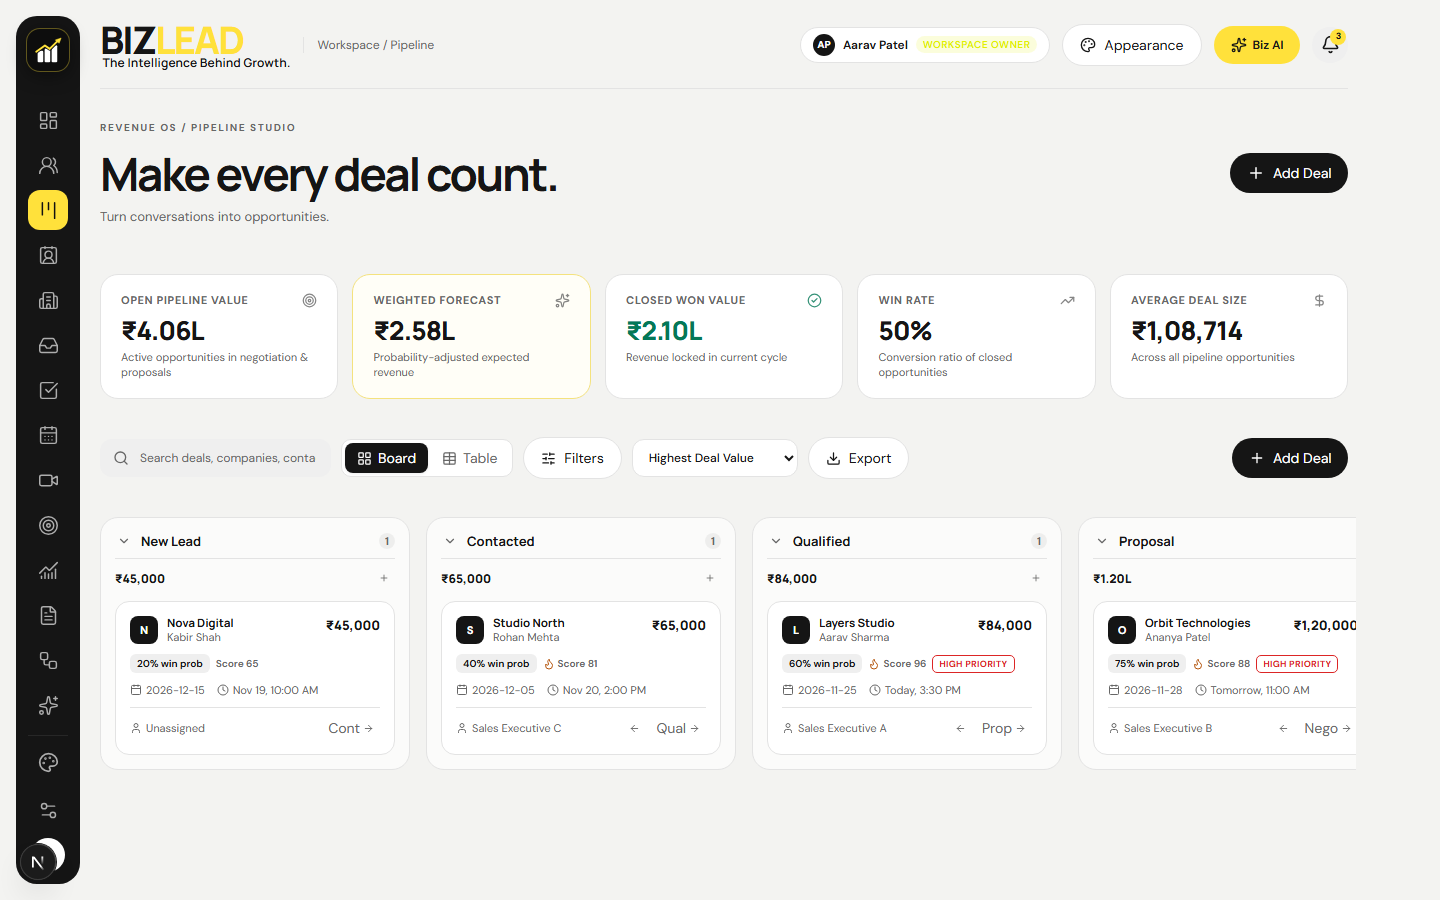 BIZLEAD
The Intelligence Behind Growth.
Workspace / Pipeline
AP Aarav Patel WORKSPACE OWNER
Appearance
Biz AI
3
REVENUE OS / PIPELINE STUDIO
Make every deal count.
Turn conversations into opportunities.
+ Add Deal
OPEN PIPELINE VALUE
₹4.06L
Active opportunities in negotiation &
proposals
WEIGHTED FORECAST
₹2.58L
Probability-adjusted expected
revenue
CLOSED WON VALUE
₹2.10L
Revenue locked in current cycle
WIN RATE
50%
Conversion ratio of closed
opportunities
AVERAGE DEAL SIZE
₹1,08,714
Across all pipeline opportunities
Search deals, companies, conta
Board
Table
Filters
Highest Deal Value
Export
+ Add Deal
New Lead 1
₹45,000 +
N Nova Digital ₹45,000
Kabir Shah
20% win prob Score 65
2026-12-15 Nov 19, 10:00 AM
Unassigned Cont →
Contacted 1
₹65,000 +
S Studio North ₹65,000
Rohan Mehta
40% win prob Score 81
2026-12-05 Nov 20, 2:00 PM
Sales Executive C ← Qual →
Qualified 1
₹84,000 +
L Layers Studio ₹84,000
Aarav Sharma
60% win prob Score 96 HIGH PRIORITY
2026-11-25 Today, 3:30 PM
Sales Executive A ← Prop →
Proposal
₹1.20L
O Orbit Technologies ₹1,20,000
Ananya Patel
75% win prob Score 88 HIGH PRIORITY
2026-11-28 Tomorrow, 11:00 AM
Sales Executive B ← Nego →
N